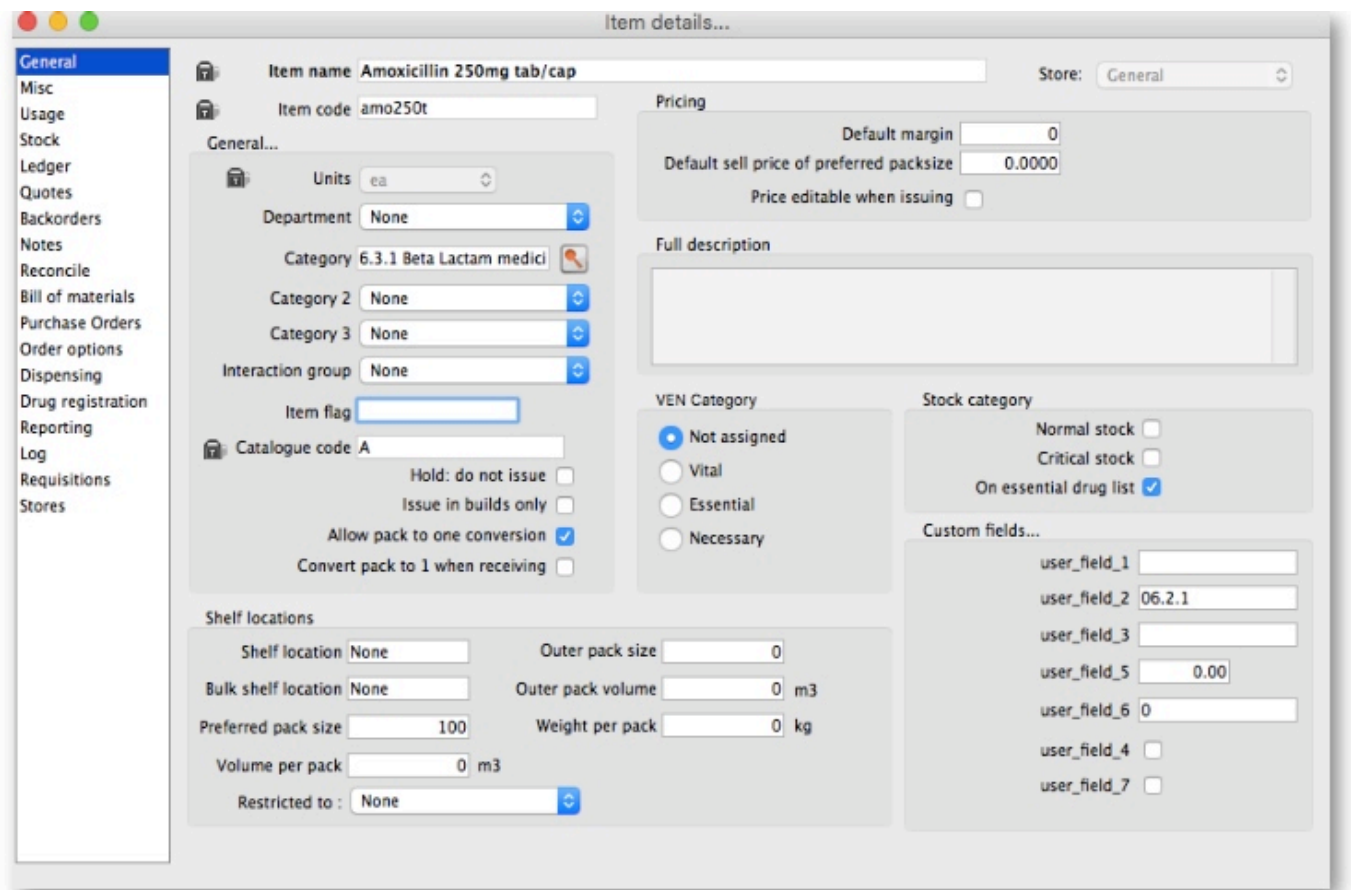 Item details...
General
Misc
Usage
Stock
Ledger
Quotes
Backorders
Notes
Reconcile
Bill of materials
Purchase Orders
Order options
Dispensing
Drug registration
Reporting
Log
Requisitions
Stores
Item name Amoxicillin 250mg tab/cap
Store: General
Item code amo250t
General...
Units ea
Department None
Category 6.3.1 Beta Lactam medici
Category 2 None
Category 3 None
Interaction group None
Item flag
Catalogue code A
Hold: do not issue
Issue in builds only
Allow pack to one conversion
Convert pack to 1 when receiving
Pricing
Default margin 0
Default sell price of preferred packsize 0.0000
Price editable when issuing
Full description
VEN Category
Not assigned
Vital
Essential
Necessary
Stock category
Normal stock
Critical stock
On essential drug list
Custom fields...
user_field_1
user_field_2 06.2.1
user_field_3
user_field_5 0.00
user_field_6 0
user_field_4
user_field_7
Shelf locations
Shelf location None
Bulk shelf location None
Preferred pack size 100
Volume per pack 0 m3
Restricted to : None
Outer pack size 0
Outer pack volume 0 m3
Weight per pack 0 kg